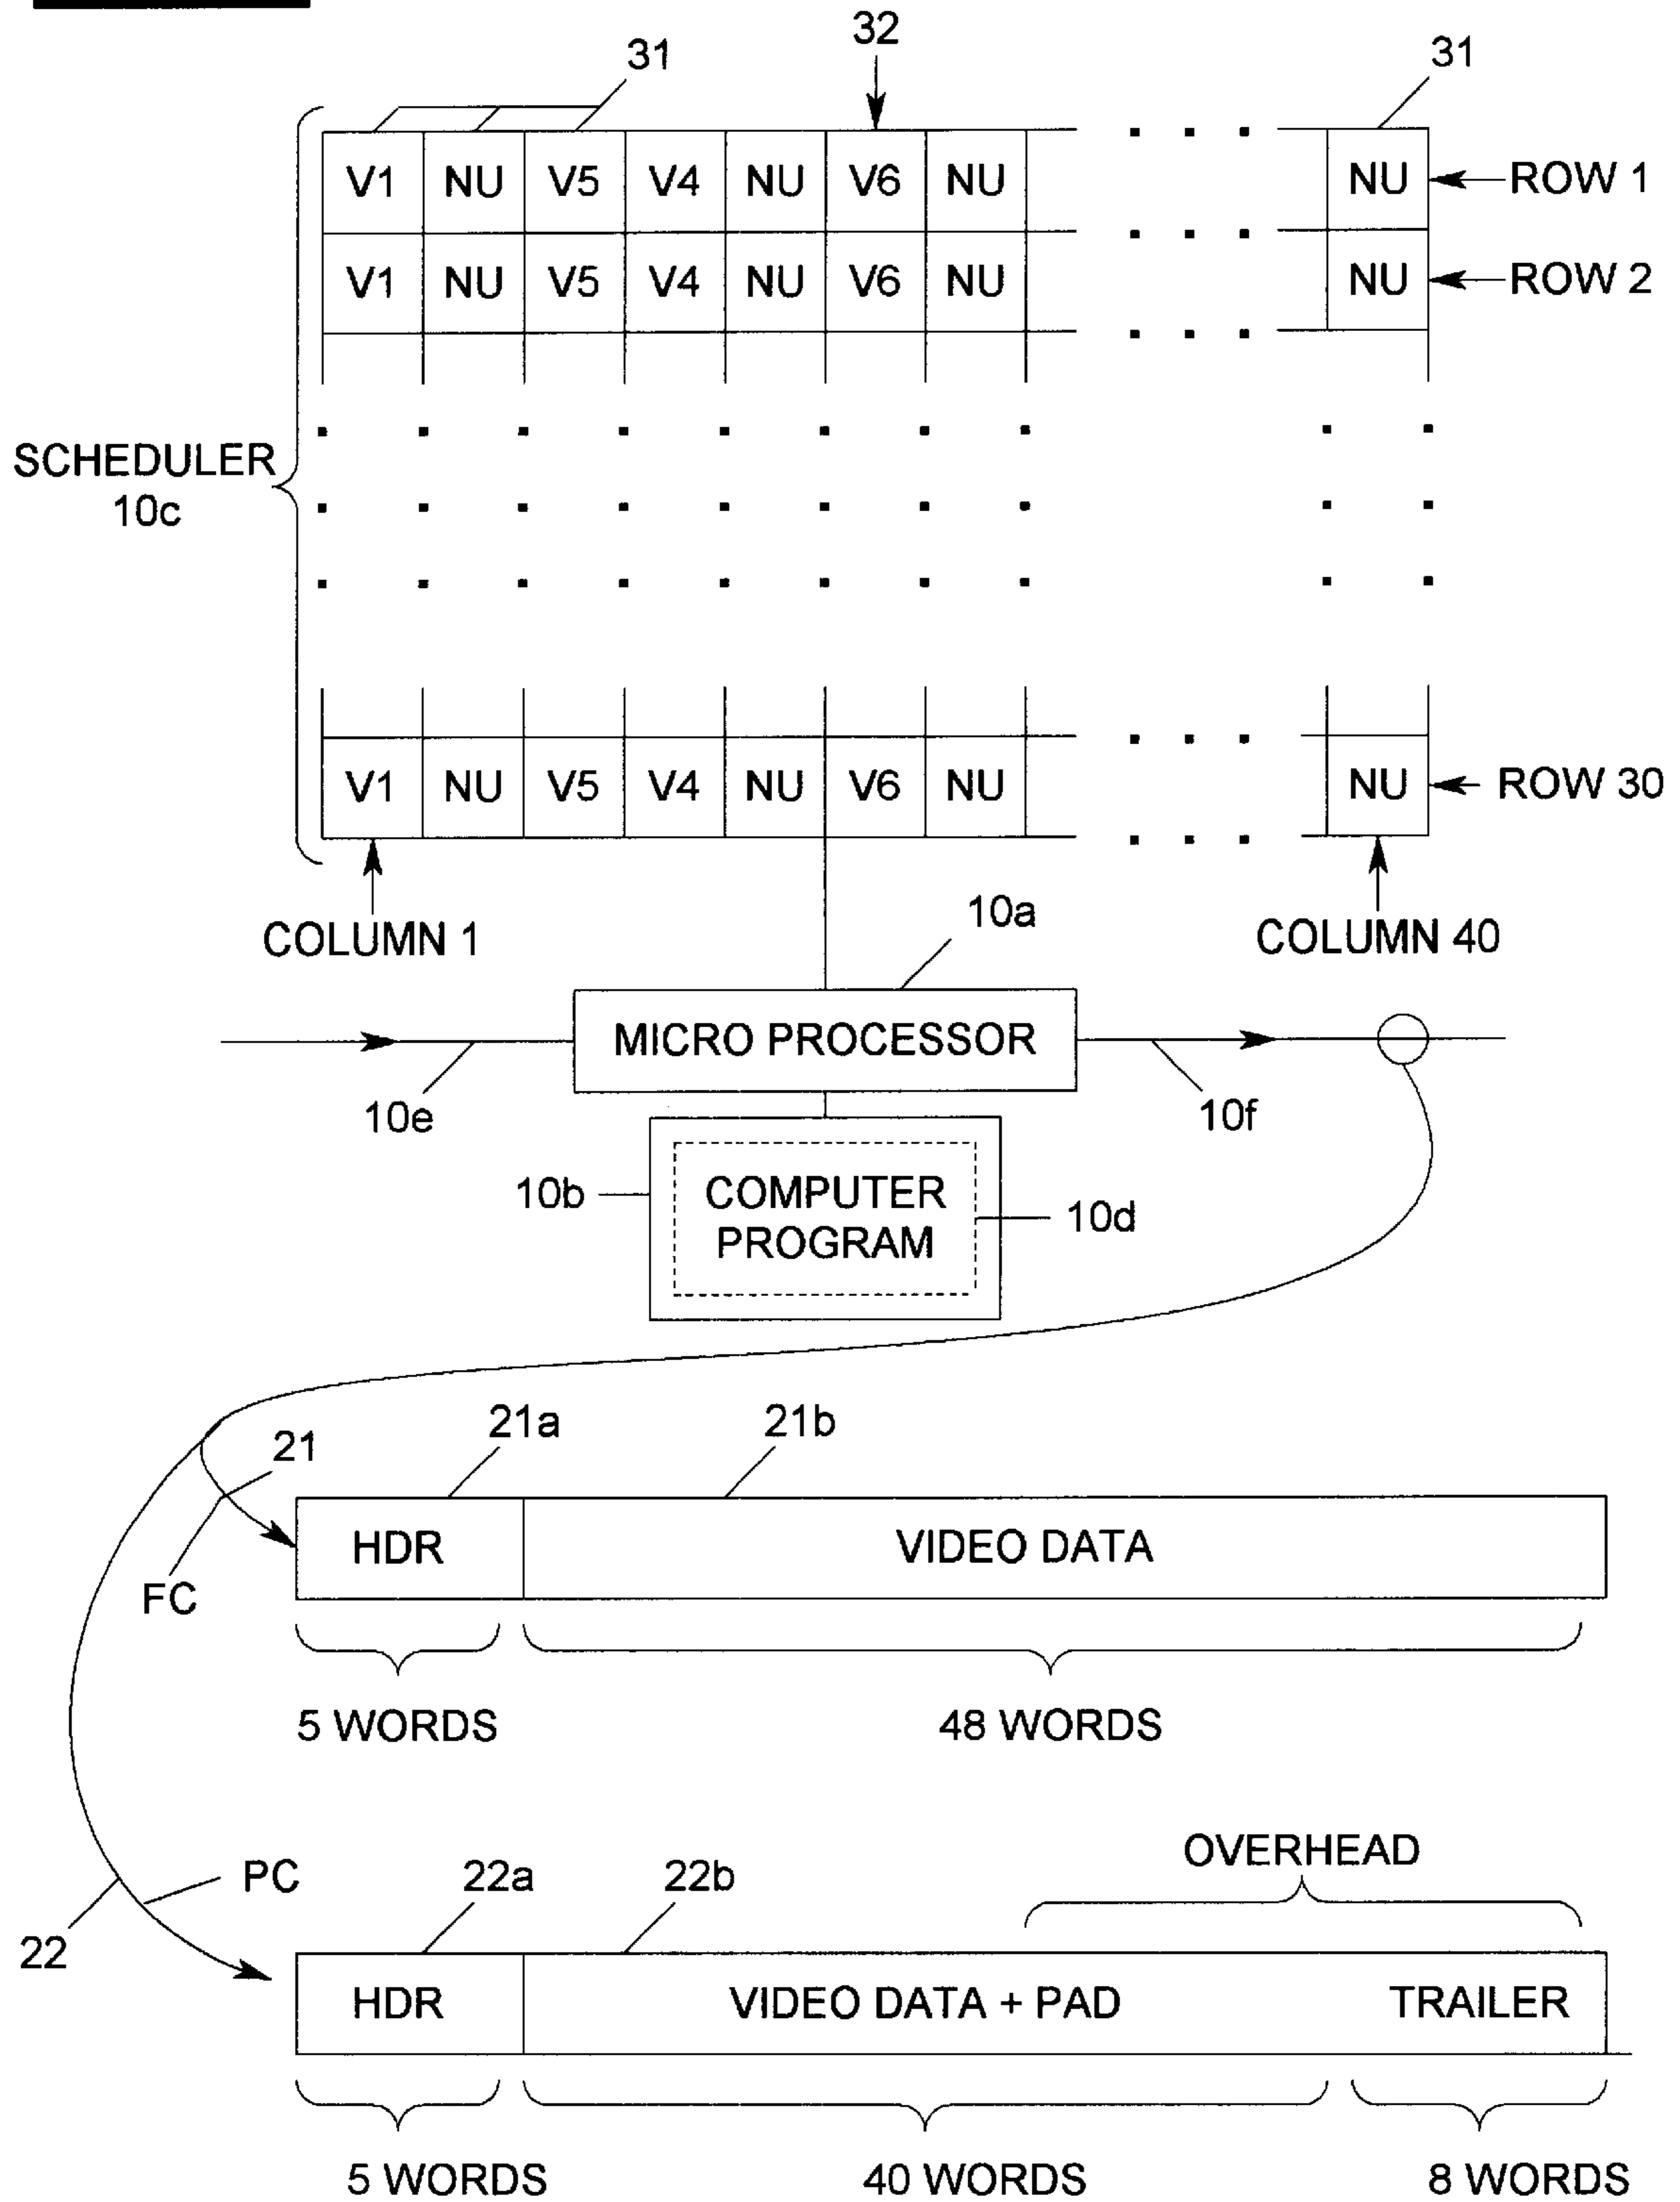 32
31
31
V1 NU V5 V4 NU V6 NU NU ROW 1
V1 NU V5 V4 NU V6 NU NU ROW 2
SCHEDULER
10c
V1 NU V5 V4 NU V6 NU NU ROW 30
COLUMN 1
COLUMN 40
10a
MICRO PROCESSOR
10e
10f
10b
COMPUTER
PROGRAM
10d
21
21a
21b
HDR
VIDEO DATA
FC
5 WORDS
48 WORDS
OVERHEAD
PC
22a
22b
22
HDR
VIDEO DATA + PAD
TRAILER
5 WORDS
40 WORDS
8 WORDS